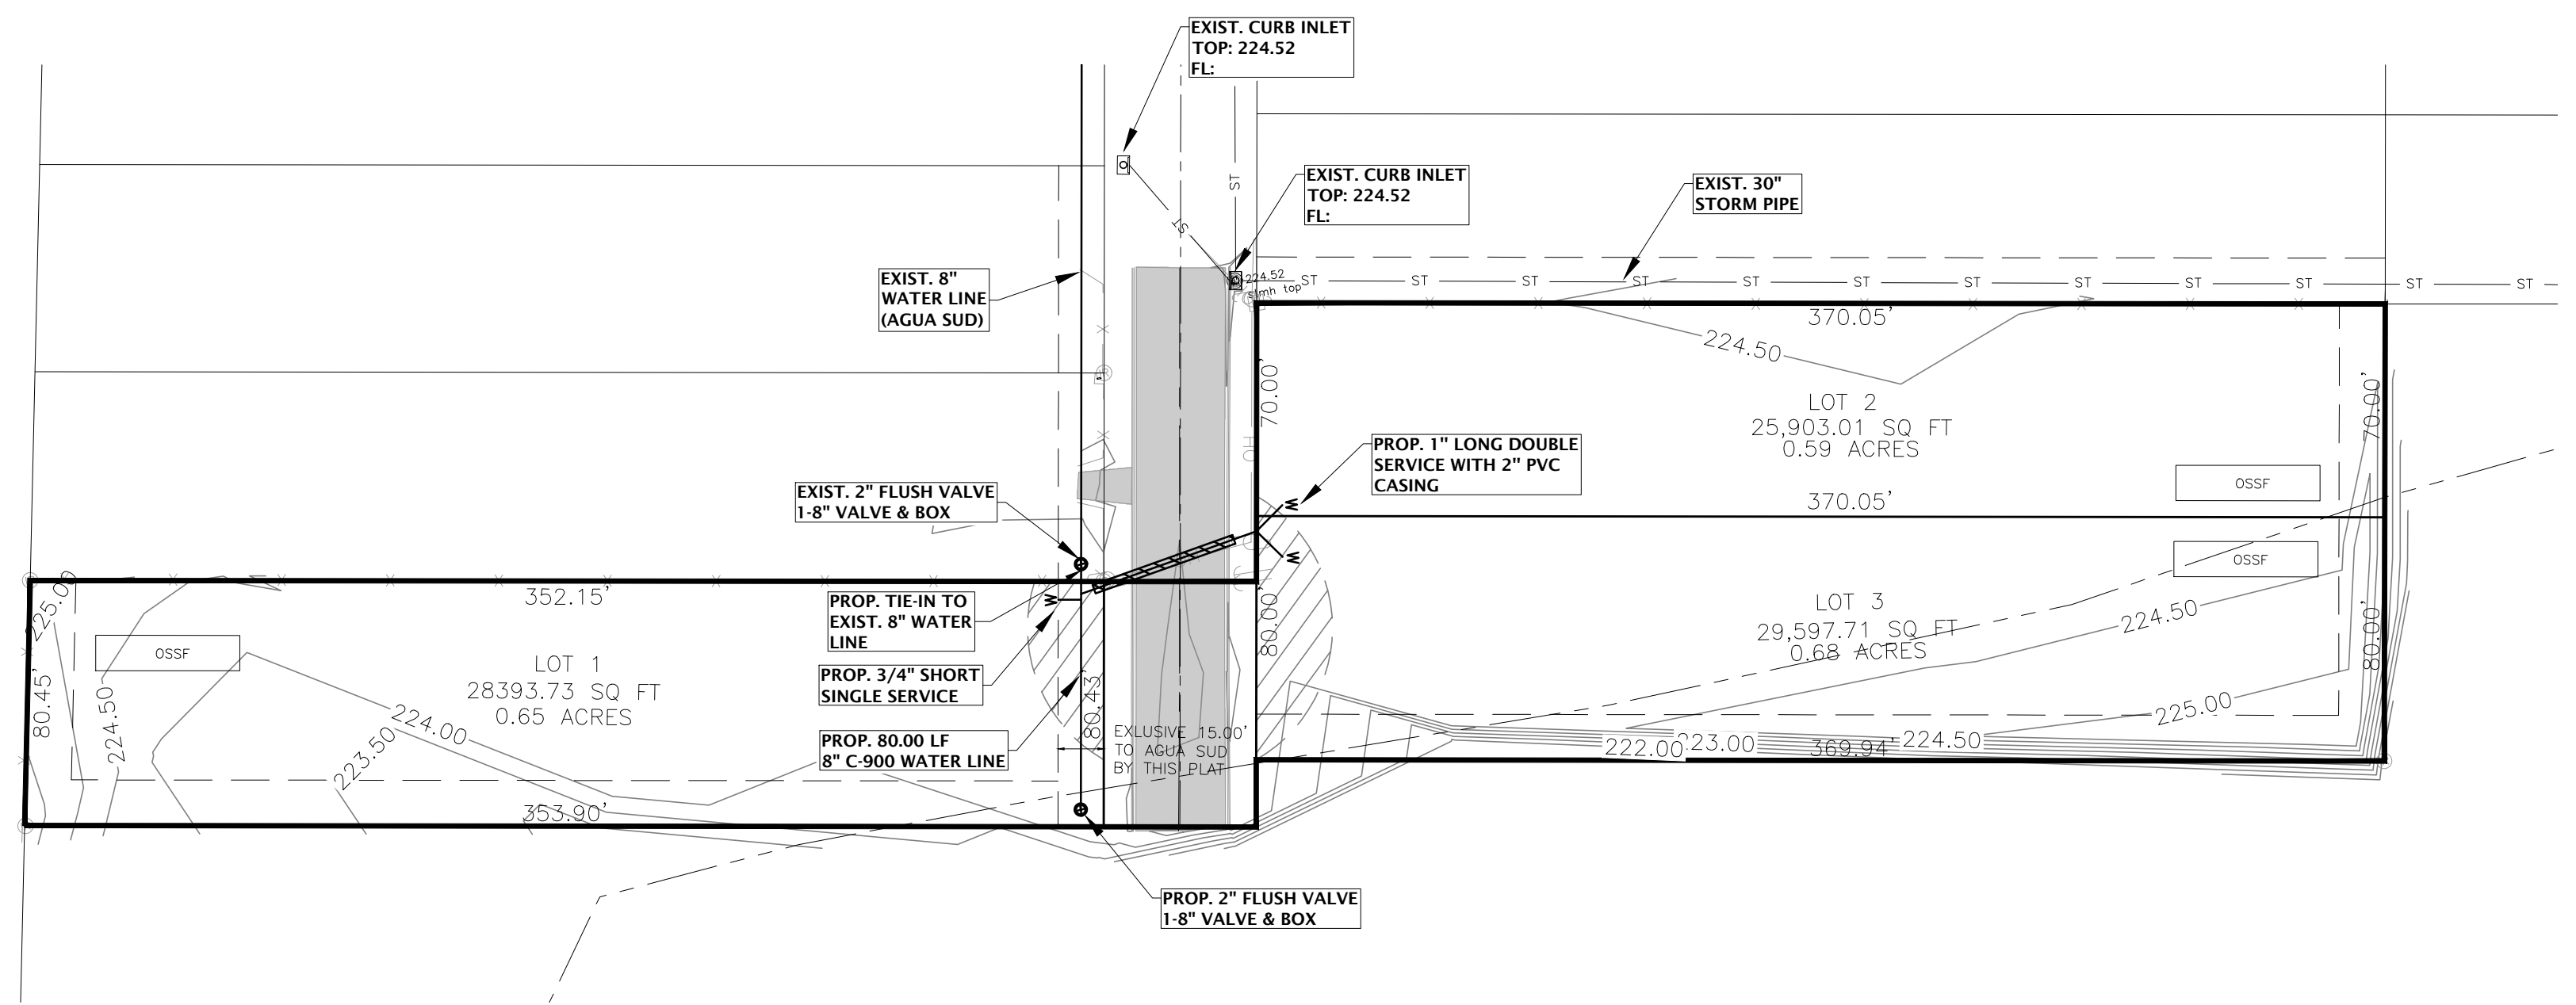 EXIST. CURB INLET
TOP: 224.52
FL:
EXIST. CURB INLET
TOP: 224.52
FL:
EXIST. 30"
STORM PIPE
ST
ST
EXIST. 8"
WATER LINE
(AGUA SUD)
224.52
slmh top
ST
ST
ST
ST
ST
ST
ST
ST
ST
ST
ST
ST
370.05'
224.50
70.00'
70.00'
LOT 2
25,903.01 SQ FT
0.59 ACRES
OH
PROP. 1" LONG DOUBLE
SERVICE WITH 2" PVC
CASING
OSSF
370.05'
EXIST. 2" FLUSH VALVE
1-8" VALVE & BOX
W
W
OSSF
225.00
352.15'
PROP. TIE-IN TO
EXIST. 8" WATER
LINE
W
80.00'
LOT 3
29,597.71 SQ FT
0.68 ACRES
224.50
80.00'
OSSF
LOT 1
28393.73 SQ FT
0.65 ACRES
80.45'
224.50
224.00
223.50
PROP. 3/4" SHORT
SINGLE SERVICE
80.43'
225.00
PROP. 80.00 LF
8" C-900 WATER LINE
EXLUSIVE 15.00'
TO AGUA SUD
BY THIS PLAT
222.00
223.00
369.94'
224.50
353.90'
PROP. 2" FLUSH VALVE
1-8" VALVE & BOX